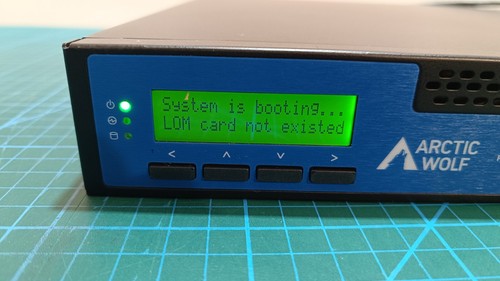 System is booting...
LOM card not existed
<
^
v
>
ARCTIC
WOLF